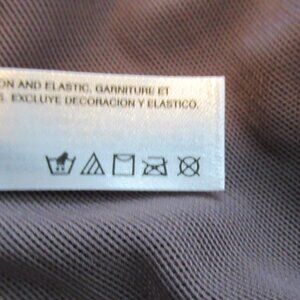 ON AND ELASTIC, GARNITURE ET
S. EXCLUYE DECORACION Y ELASTICO.